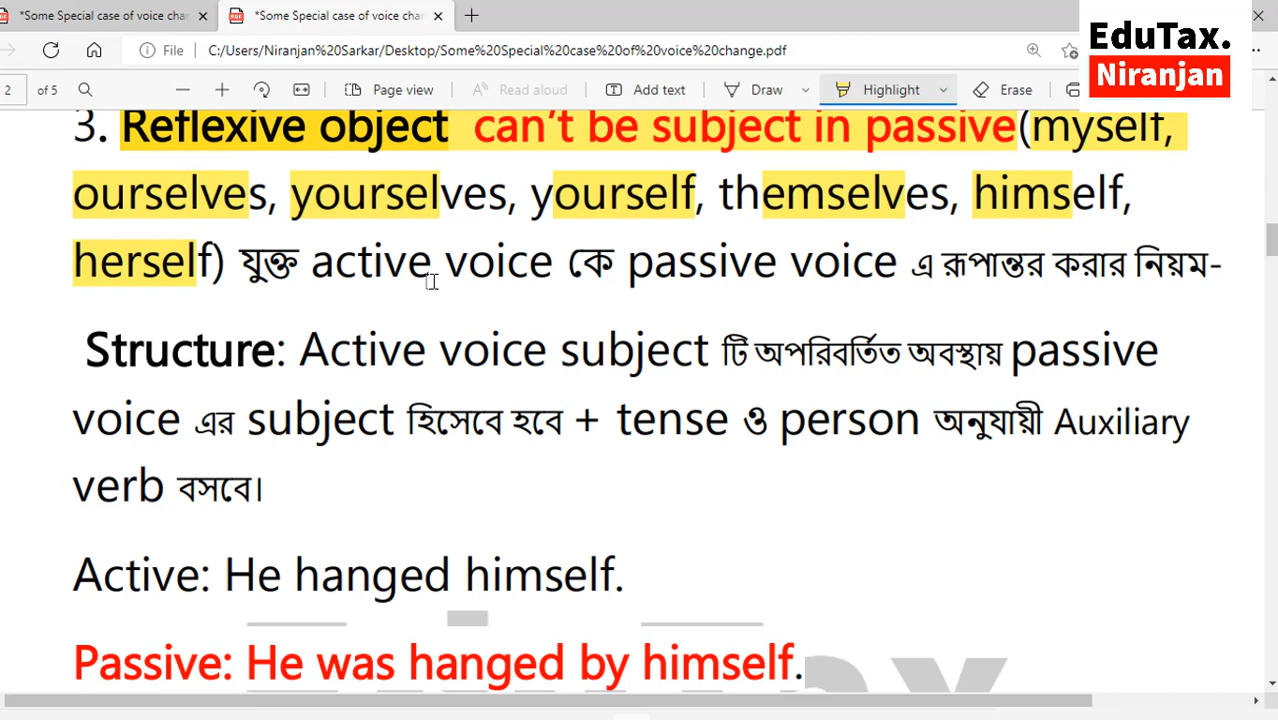 *Some Special case of voice char
*Some Special case of voice char
EduTax.
Niranjan
File
C:/Users/Niranjan%20Sarkar/Desktop/Some%20Special%20case%20of%20voice%20change.pdf
2 of 5
Page view
Read aloud
Add text
Draw
Highlight
Erase
3. Reflexive object can't be subject in passive(myself,
ourselves, yourselves, yourself, themselves, himself,
herself) যুক্ত active voice কে passive voice এ রূপান্তর করার নিয়ম-
Structure: Active voice subject টি অপরিবর্তিত অবস্থায় passive
voice এর subject হিসেবে হবে + tense ও person অনুযায়ী Auxiliary
verb বসবে।
Active: He hanged himself.
Passive: He was hanged by himself.